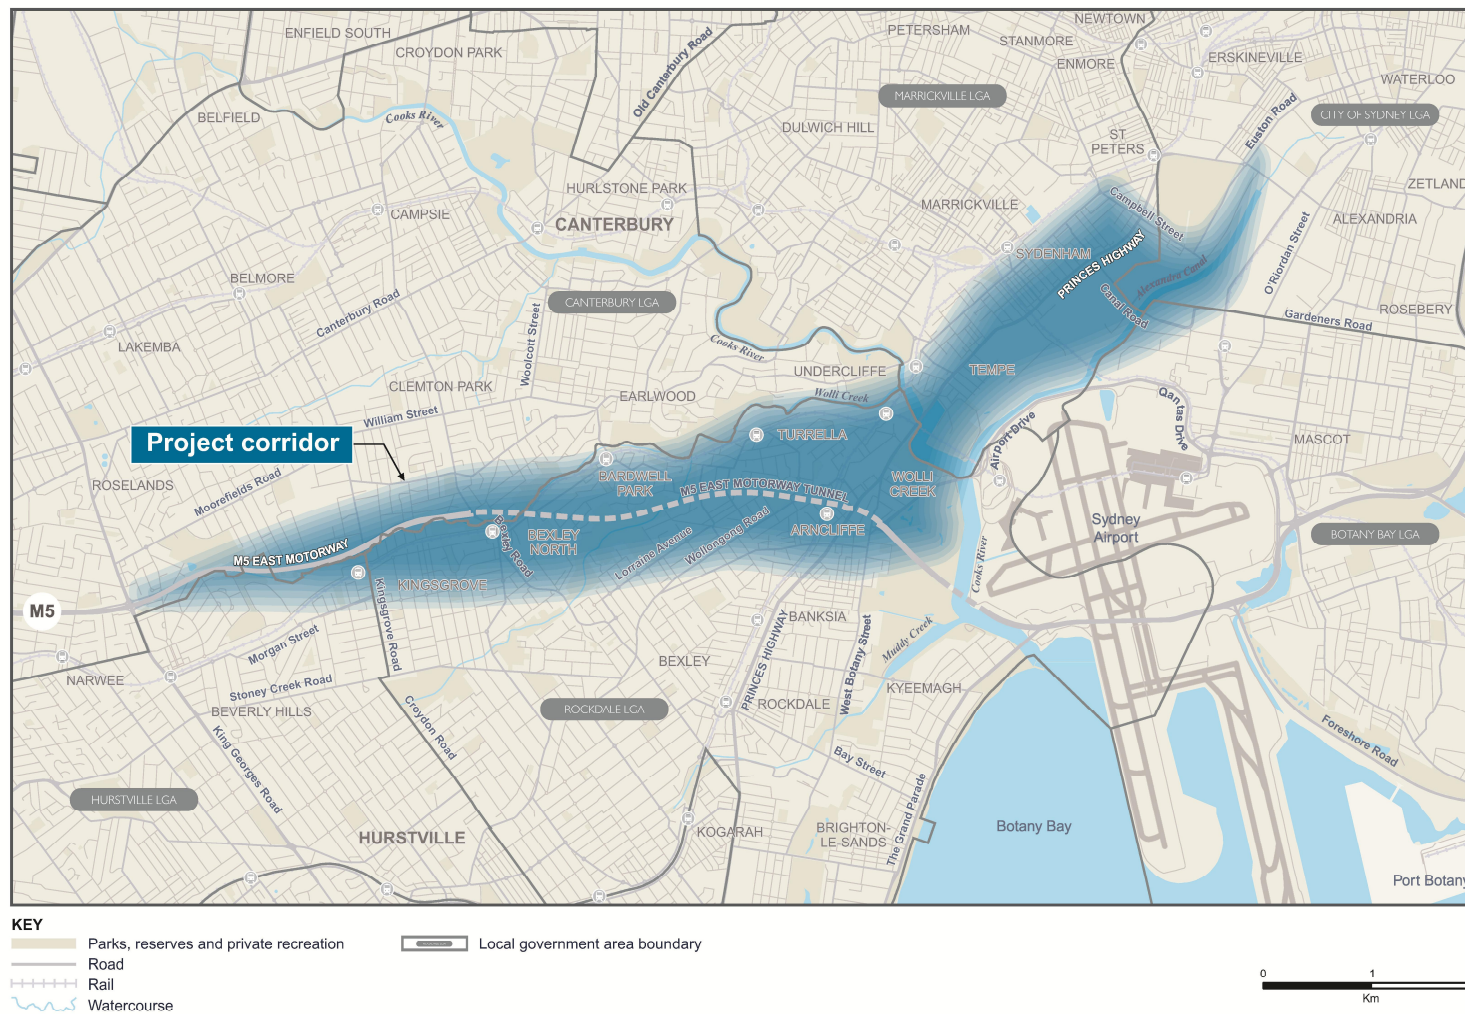 ENFIELD SOUTH
CROYDON PARK
Old Canterbury Road
PETERSHAM
STANMORE
NEWTOWN
ENMORE
ERSKINEVILLE
WATERLOO
MARRICKVILLE LGA
CITY OF SYDNEY LGA
BELFIELD
Cooks River
DULWICH HILL
ST
PETERS
Euston Road
HURLSTONE PARK
CAMPSIE
CANTERBURY
MARRICKVILLE
Campbell Street
ZETLAND
ALEXANDRIA
SYDENHAM
PRINCES HIGHWAY
Alexandra Canal
O'Riordan Street
BELMORE
Canterbury Road
CANTERBURY LGA
Canal Road
Gardeners Road
ROSEBERY
LAKEMBA
Woolcott Street
Cooks River
UNDERCLIFFE
TEMPE
CLEMTON PARK
EARLWOOD
Wolli Creek
Qantas Drive
William Street
Airport Drive
MASCOT
Project corridor
TURRELLA
ROSELANDS
Moorefields Road
BARDWELL
PARK
M5 EAST MOTORWAY TUNNEL
WOLLI
CREEK
Sydney
Airport
BOTANY BAY LGA
M5 EAST MOTORWAY
BEXLEY
NORTH
Bexley Road
Lorraine Avenue
Wollongong Road
ARNCLIFFE
Cooks River
M5
KINGSGROVE
Kingsgrove Road
BANKSIA
Muddy Creek
Morgan Street
NARWEE
Stoney Creek Road
BEXLEY
PRINCES HIGHWAY
West Botany Street
KYEEMAGH
BEVERLY HILLS
Croydon Road
ROCKDALE LGA
ROCKDALE
Foreshore Road
King Georges Road
Bay Street
HURSTVILLE LGA
HURSTVILLE
KOGARAH
BRIGHTON-
LE-SANDS
The Grand Parade
Botany Bay
Port Botany
KEY
Parks, reserves and private recreation
Local government area boundary
Road
Rail
Watercourse
0 1
Km